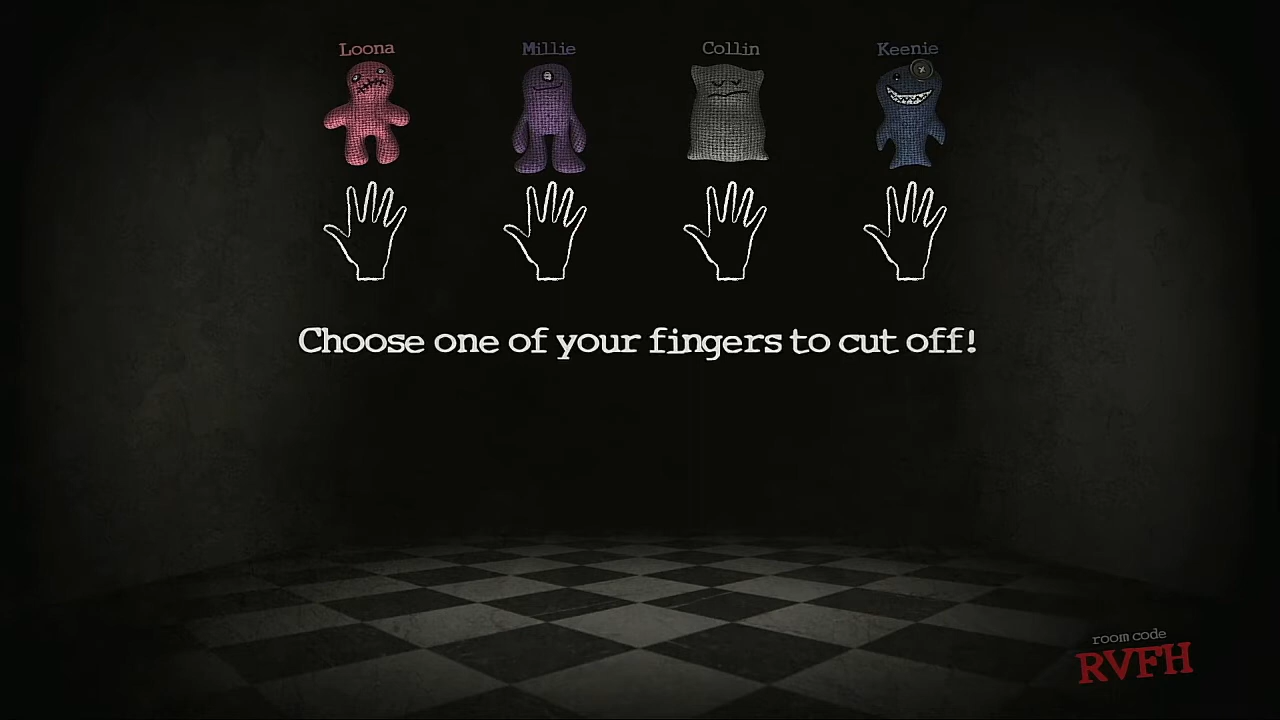 Loona
Millie
Collin
Keenie
Choose one of your fingers to cut off!
room code
RVFH